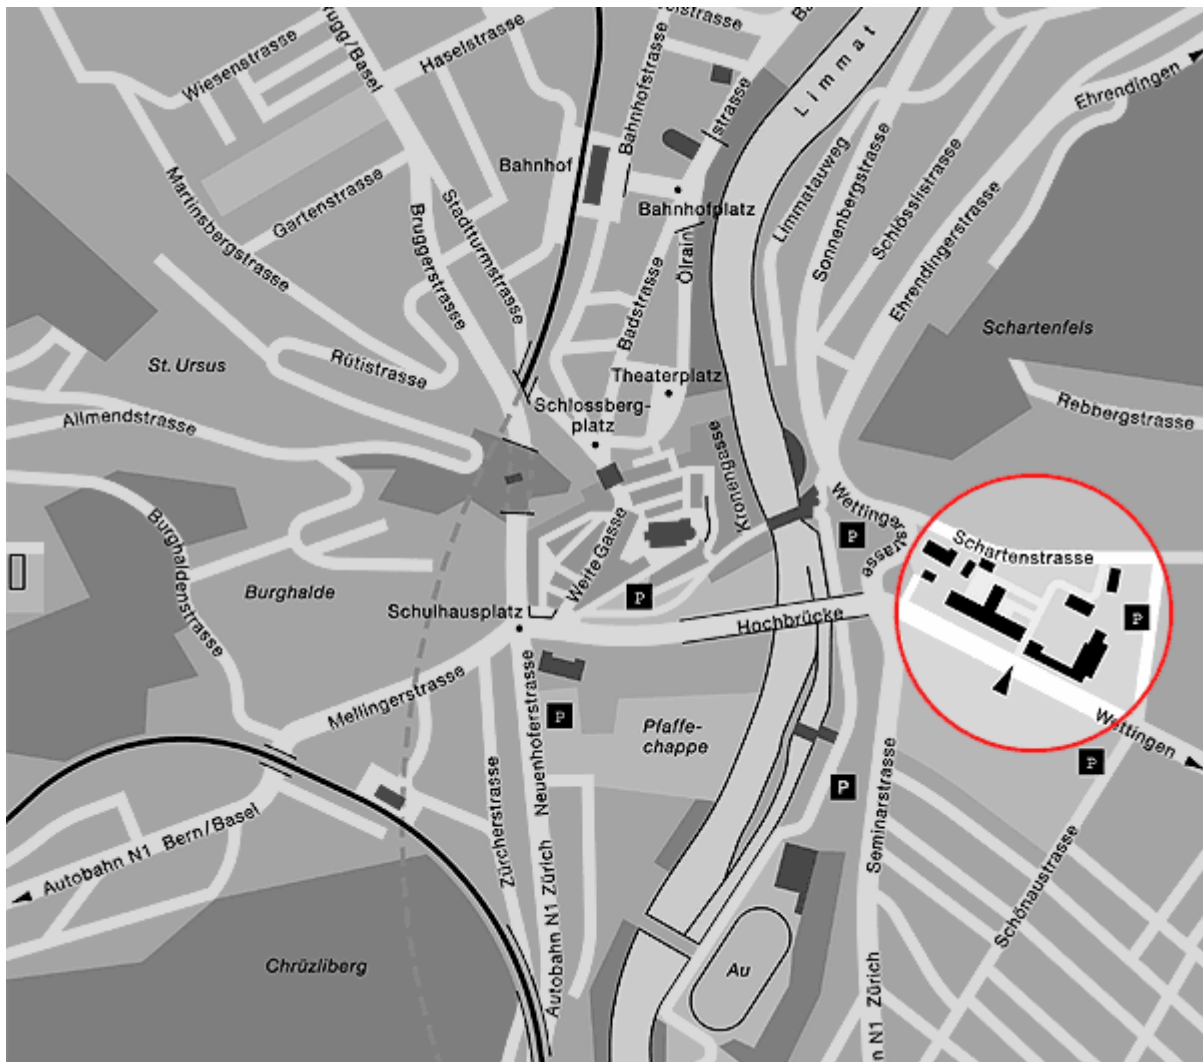 Limmat
Brugg/Basel
Haselstrasse
Wiesenstrasse
Bahnhofstrasse
Ehrendingen
strasse
Bahnhof
Martinsbergstrasse
Gartenstrasse
Stadtturmstrasse
Bruggerstrasse
Bahnhofplatz
Limmatauweg
Sonnenbergstrasse
Schlösslistrasse
Ehrendingerstrasse
Ölrain
Badstrasse
Schartenfels
St. Ursus
Rütistrasse
Theaterplatz
Schlossberg-
platz
Rebbergstrasse
Allmendstrasse
Kronengasse
Wettinger-
strasse
P
Schartenstrasse
Burghaldenstrasse
Weite Gasse
Burghalde
P
Schulhausplatz
Hochbrücke
P
Mellingerstrasse
P
Pfaffe-
chappe
Wettingen
P
P
Zürcherstrasse
Neuenhoferstrasse
Autobahn N1 Zürich
Seminarstrasse
Autobahn N1 Bern/Basel
Schönaustrasse
Chrüzliberg
Au
N1 Zürich